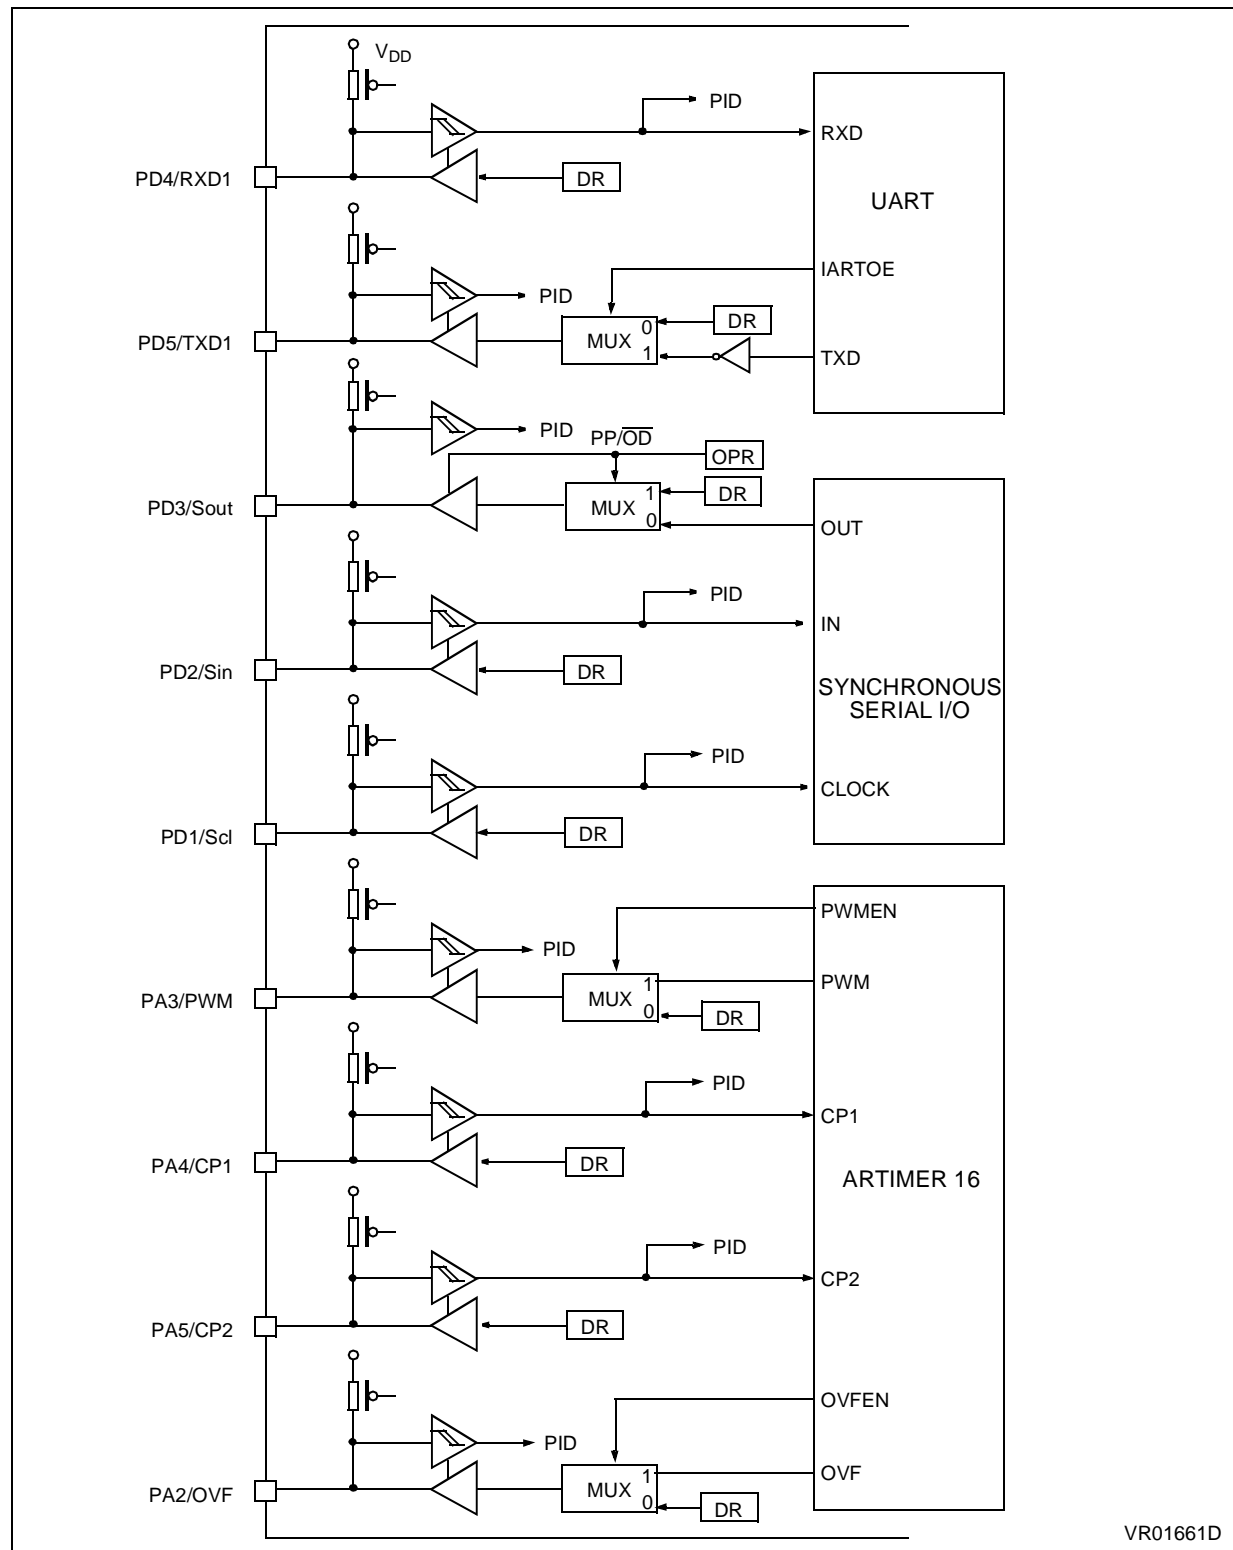 VDD
PID
RXD
PD4/RXD1
DR
UART
IARTOE
PID
DR
0
MUX
1
PD5/TXD1
TXD
PID
PP/OD
OPR
1
DR
PD3/Sout
MUX
0
OUT
PID
IN
PD2/Sin
DR
SYNCHRONOUS
SERIAL I/O
PID
CLOCK
PD1/Scl
DR
PWMEN
PID
1
PWM
PA3/PWM
MUX
0
DR
PID
CP1
PA4/CP1
DR
ARTIMER 16
PID
CP2
PA5/CP2
DR
OVFEN
PID
1
OVF
PA2/OVF
MUX
0
DR
VR01661D